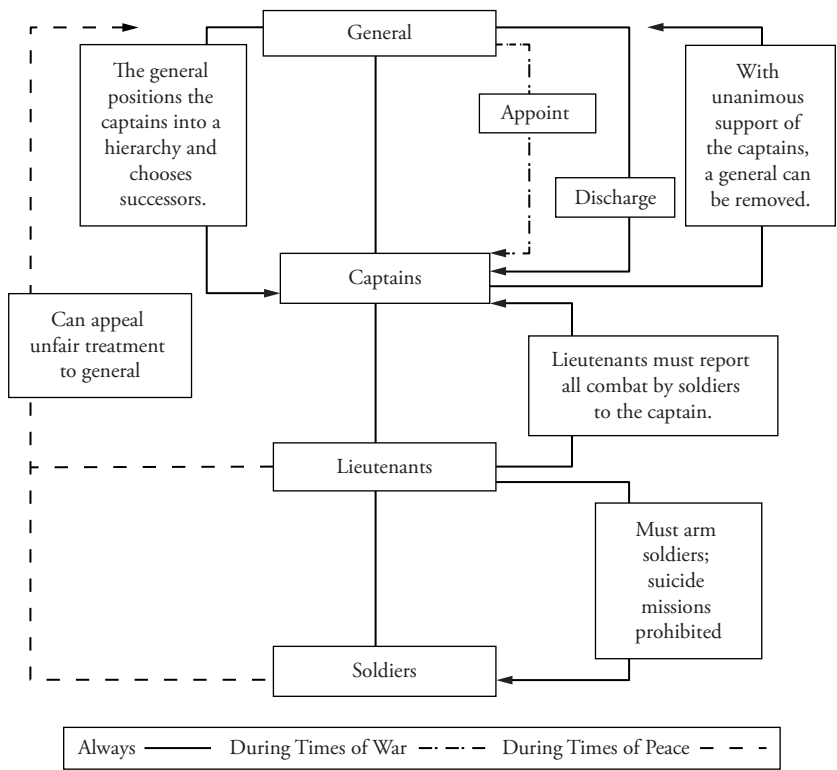 General
The general
positions the
captains into a
hierarchy and
chooses
successors.
Appoint
Discharge
With
unanimous
support of
the captains,
a general can
be removed.
Captains
Can appeal
unfair treatment
to general
Lieutenants must report
all combat by soldiers
to the captain.
Lieutenants
Must arm
soldiers;
suicide
missions
prohibited
Soldiers
Always During Times of War During Times of Peace